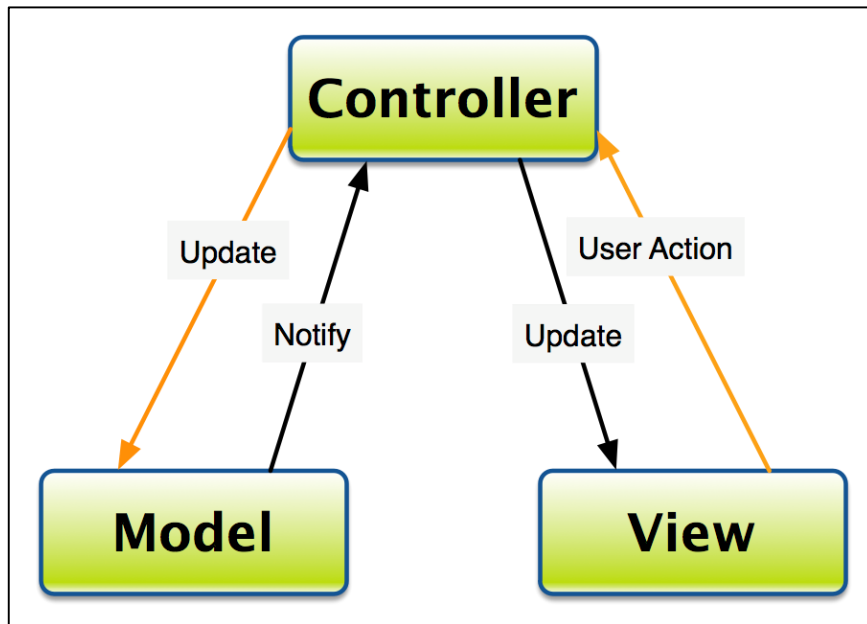 Controller
Update
User Action
Notify
Update
Model
View